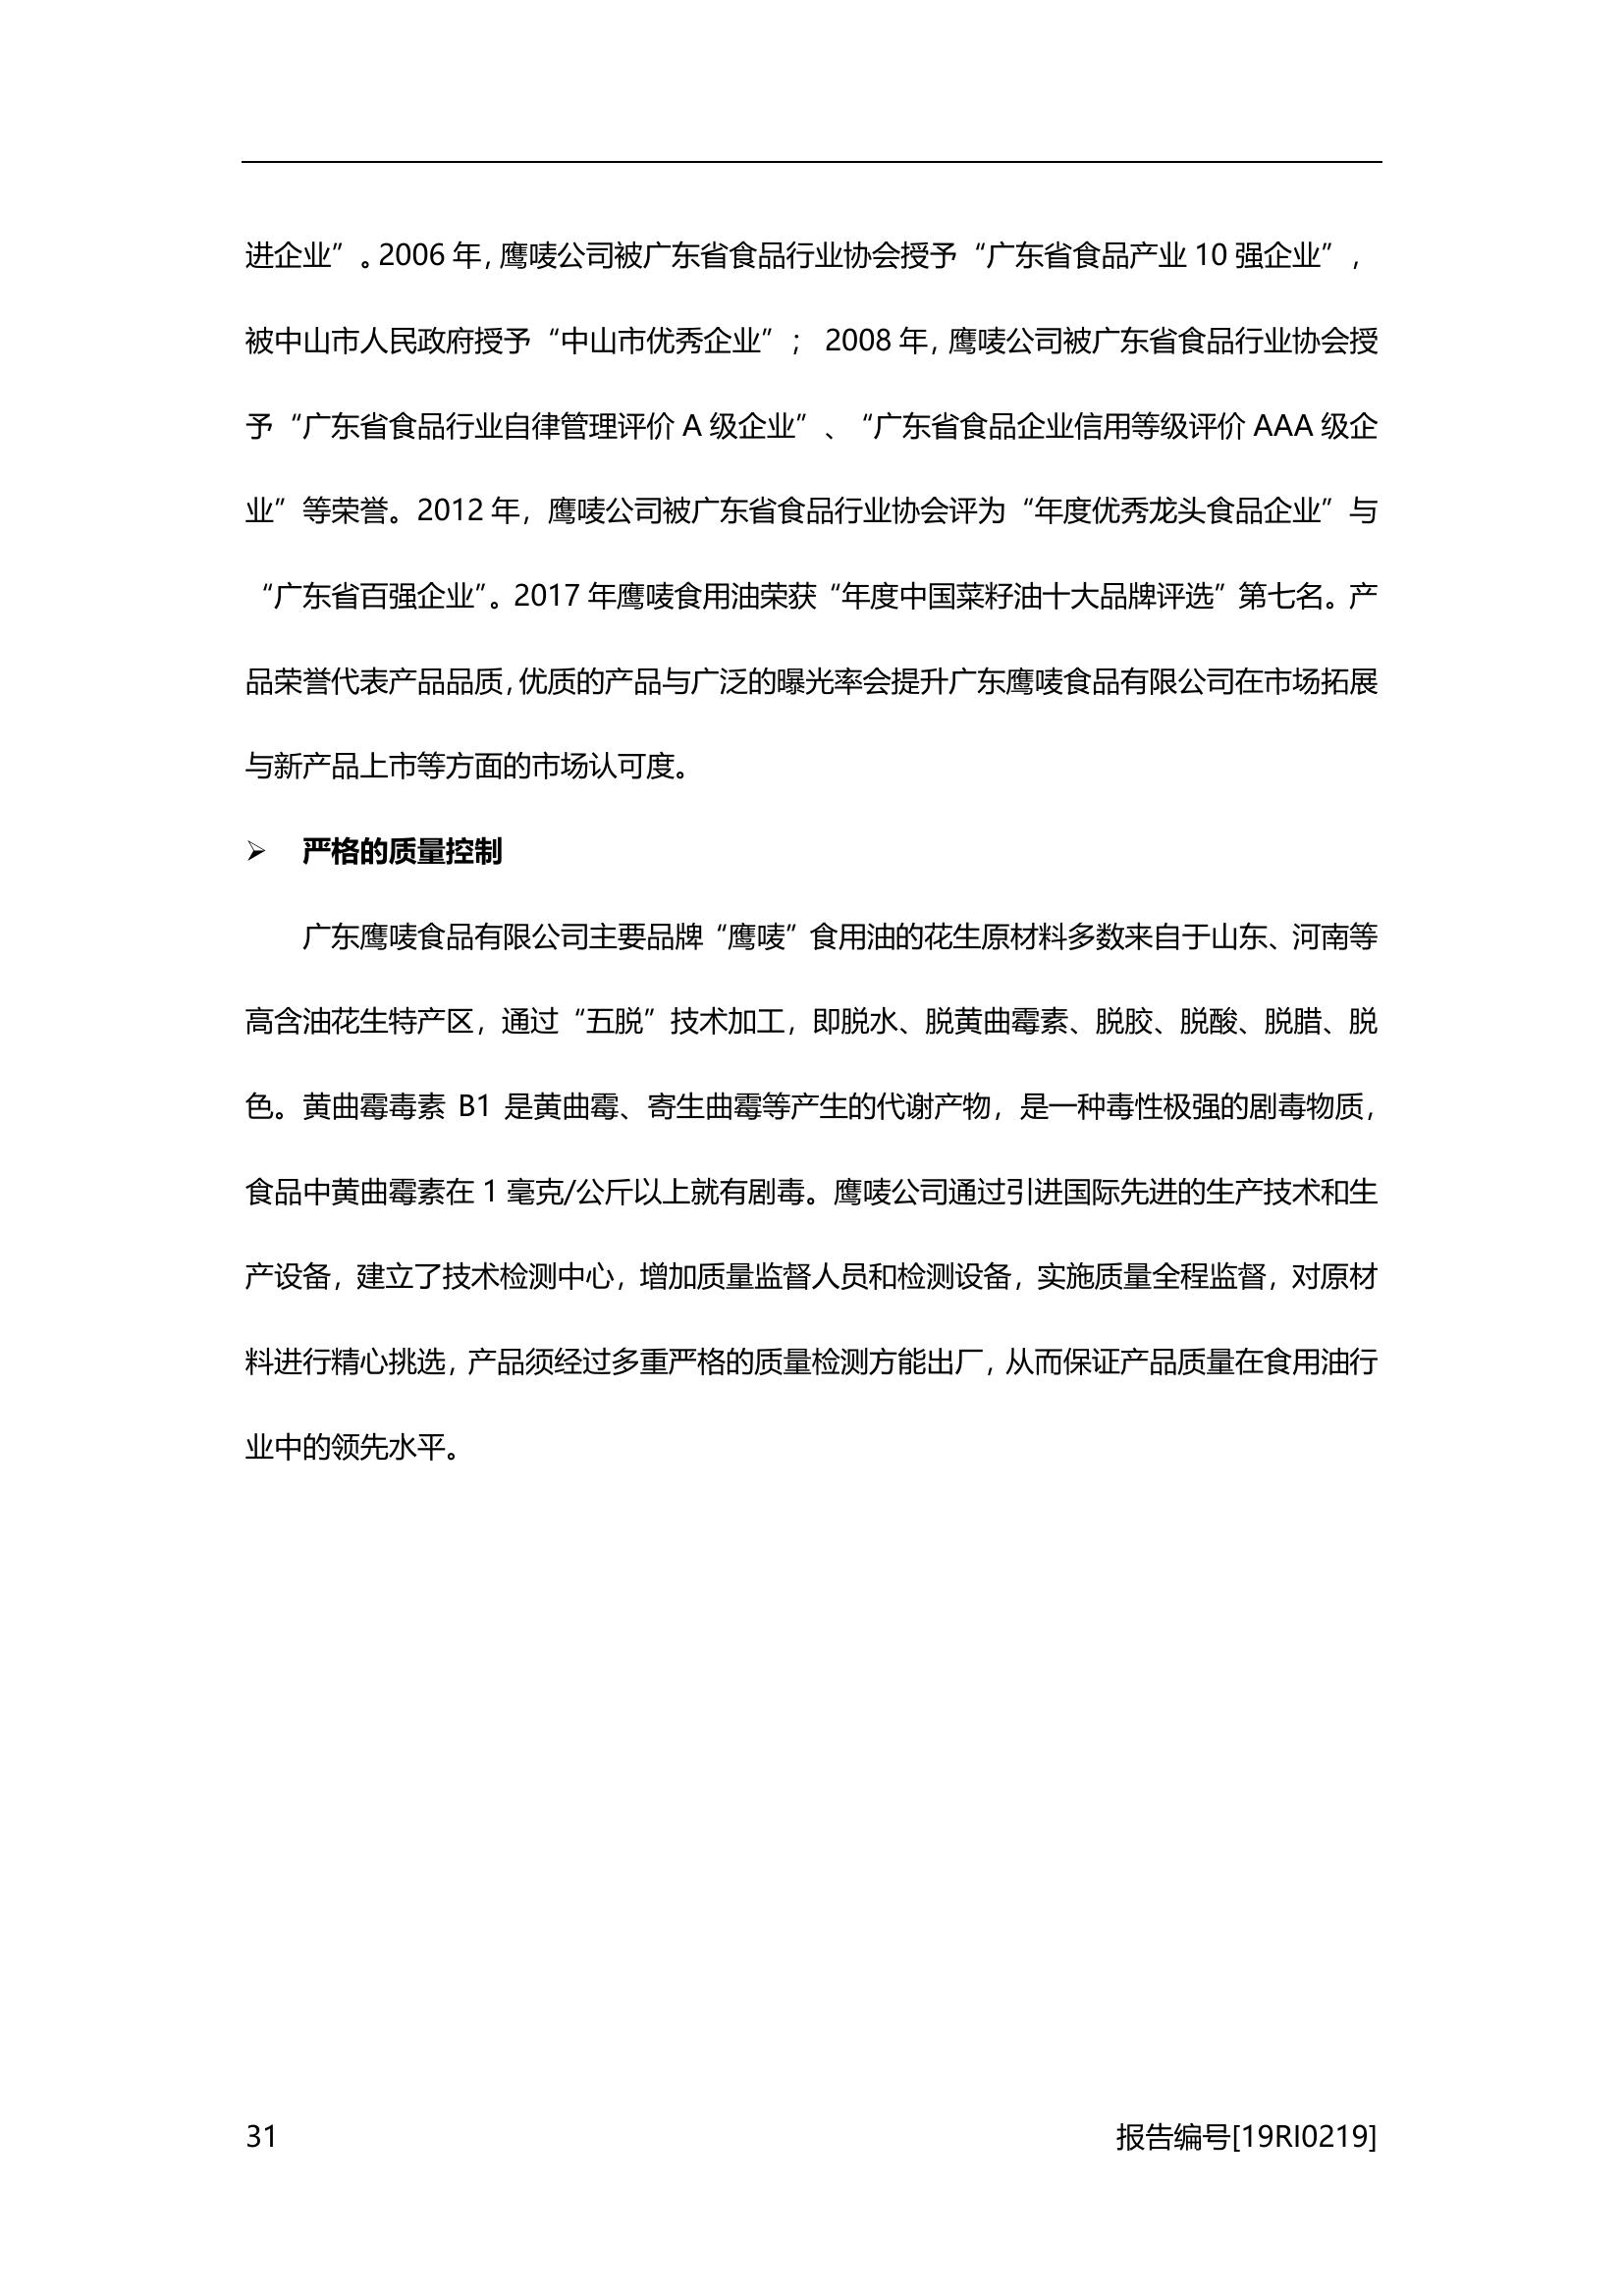 进企业”。2006 年，鹰唛公司被广东省食品行业协会授予“广东省食品产业 10 强企业”，
被中山市人民政府授予“中山市优秀企业”； 2008 年，鹰唛公司被广东省食品行业协会授
予“广东省食品行业自律管理评价 A 级企业”、“广东省食品企业信用等级评价 AAA 级企
业”等荣誉。2012 年，鹰唛公司被广东省食品行业协会评为“年度优秀龙头食品企业”与
“广东省百强企业”。2017 年鹰唛食用油荣获“年度中国菜籽油十大品牌评选”第七名。产
品荣誉代表产品品质，优质的产品与广泛的曝光率会提升广东鹰唛食品有限公司在市场拓展
与新产品上市等方面的市场认可度。
➢ 严格的质量控制
广东鹰唛食品有限公司主要品牌“鹰唛”食用油的花生原材料多数来自于山东、河南等
高含油花生特产区，通过“五脱”技术加工，即脱水、脱黄曲霉素、脱胶、脱酸、脱腊、脱
色。黄曲霉毒素 B1 是黄曲霉、寄生曲霉等产生的代谢产物，是一种毒性极强的剧毒物质，
食品中黄曲霉素在 1 毫克/公斤以上就有剧毒。鹰唛公司通过引进国际先进的生产技术和生
产设备，建立了技术检测中心，增加质量监督人员和检测设备，实施质量全程监督，对原材
料进行精心挑选，产品须经过多重严格的质量检测方能出厂，从而保证产品质量在食用油行
业中的领先水平。
31 报告编号[19RI0219]